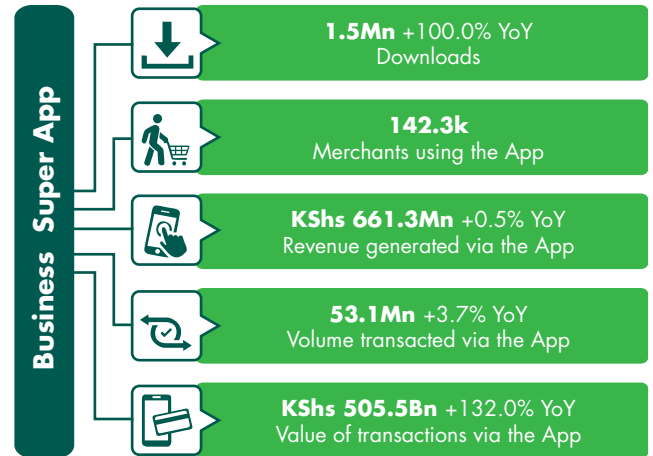 Business Super App
1.5Mn +100.0% YoY
Downloads
142.3k
Merchants using the App
KShs 661.3Mn +0.5% YoY
Revenue generated via the App
53.1Mn +3.7% YoY
Volume transacted via the App
KShs 505.5Bn +132.0% YoY
Value of transactions via the App